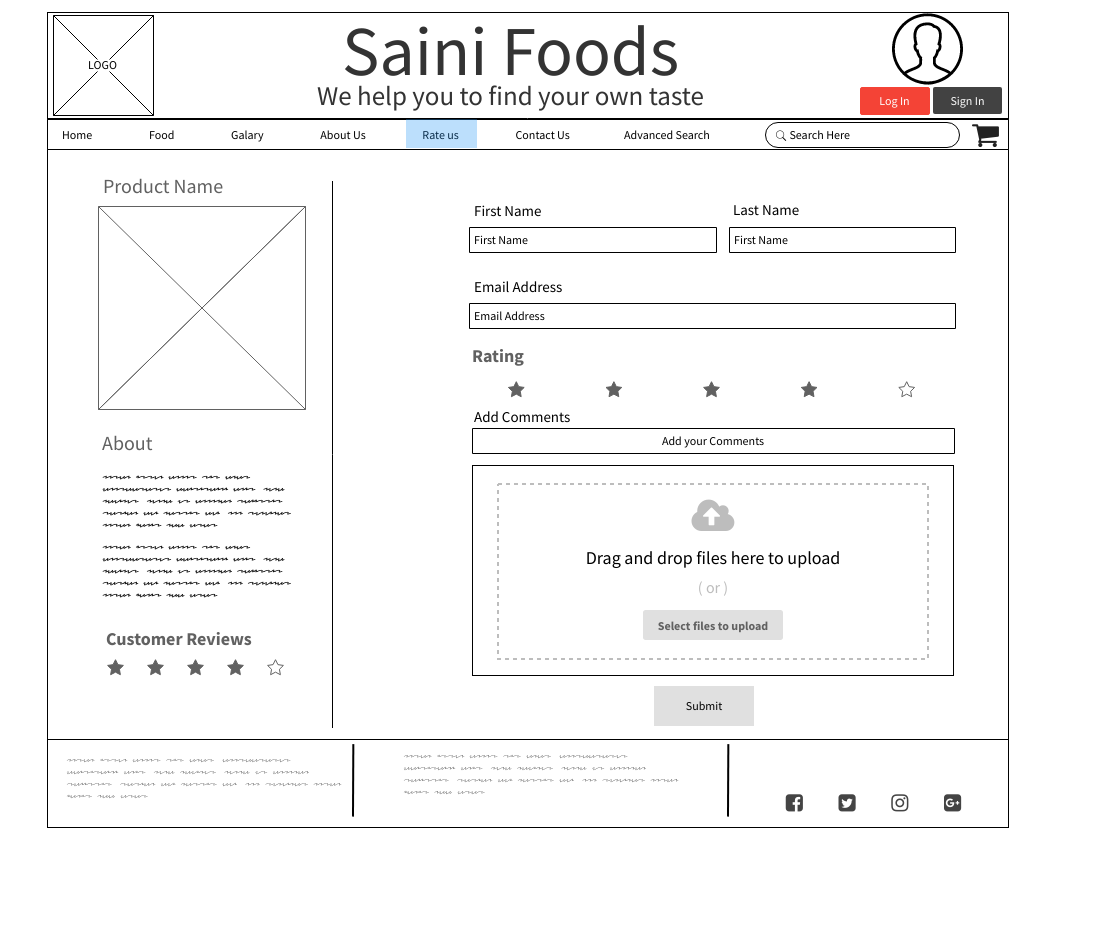 LOGO
Saini Foods
We help you to find your own taste
Log In
Sign In
Home Food Galary About Us Rate us Contact Us Advanced Search Search Here
Product Name
About
Customer Reviews
First Name
Last Name
First Name
First Name
Email Address
Email Address
Rating
Add Comments
Add your Comments
Drag and drop files here to upload
( or )
Select files to upload
Submit